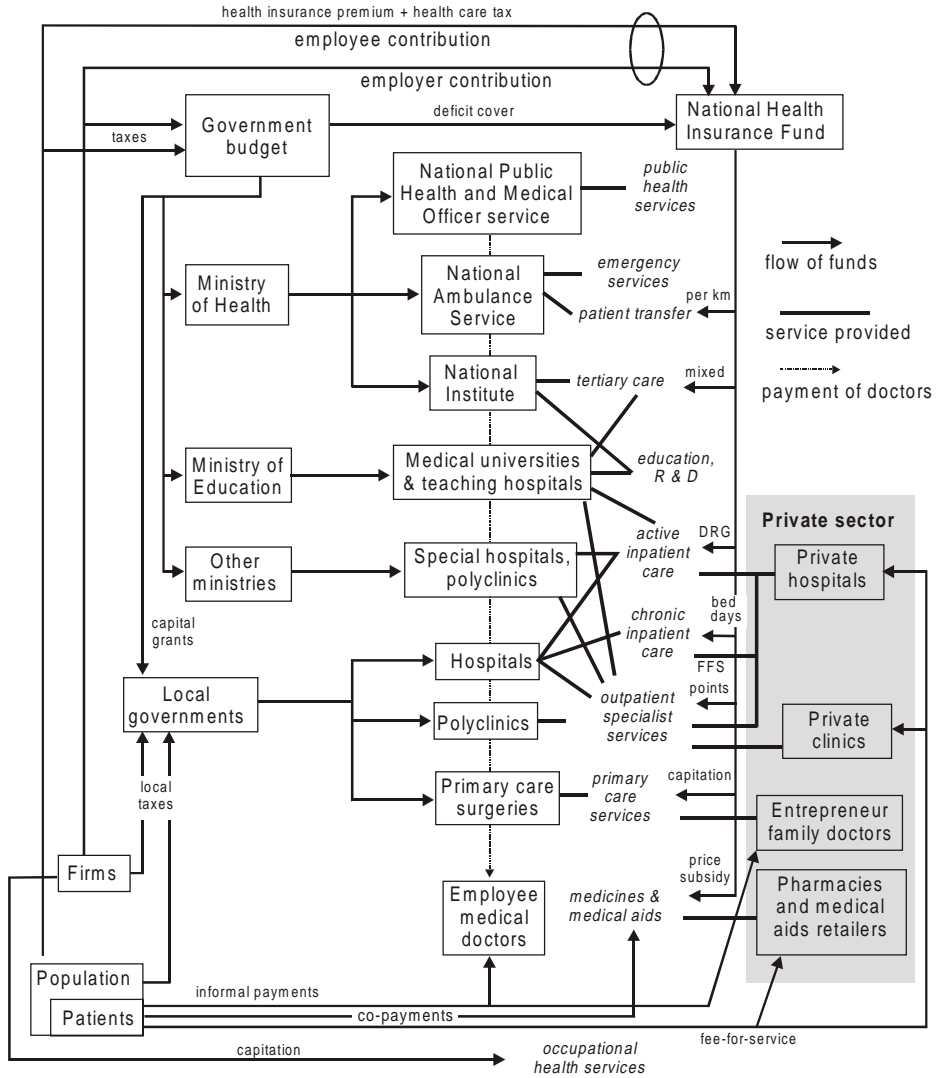 health insurance premium + health care tax
employee contribution
employer contribution
Government
budget
deficit cover
National Health
Insurance Fund
taxes
National Public
Health and Medical
Officer service
public
health
services
flow of funds
Ministry
of Health
National
Ambulance
Service
emergency
services
patient transfer
per km
service provided
National
Institute
tertiary care
mixed
payment of doctors
Ministry of
Education
Medical universities
& teaching hospitals
education,
R & D
Private sector
Other
ministries
Special hospitals,
polyclinics
active
inpatient
care
DRG
Private
hospitals
capital
grants
chronic
inpatient
care
bed
days
FFS
Hospitals
Local
governments
outpatient
specialist
services
points
Polyclinics
Private
clinics
local
taxes
Primary care
surgeries
primary
care
services
capitation
Entrepreneur
family doctors
Firms
Employee
medical
doctors
medicines &
medical aids
price
subsidy
Pharmacies
and medical
aids retailers
Population
Patients
informal payments
co-payments
fee-for-service
capitation
occupational
health services